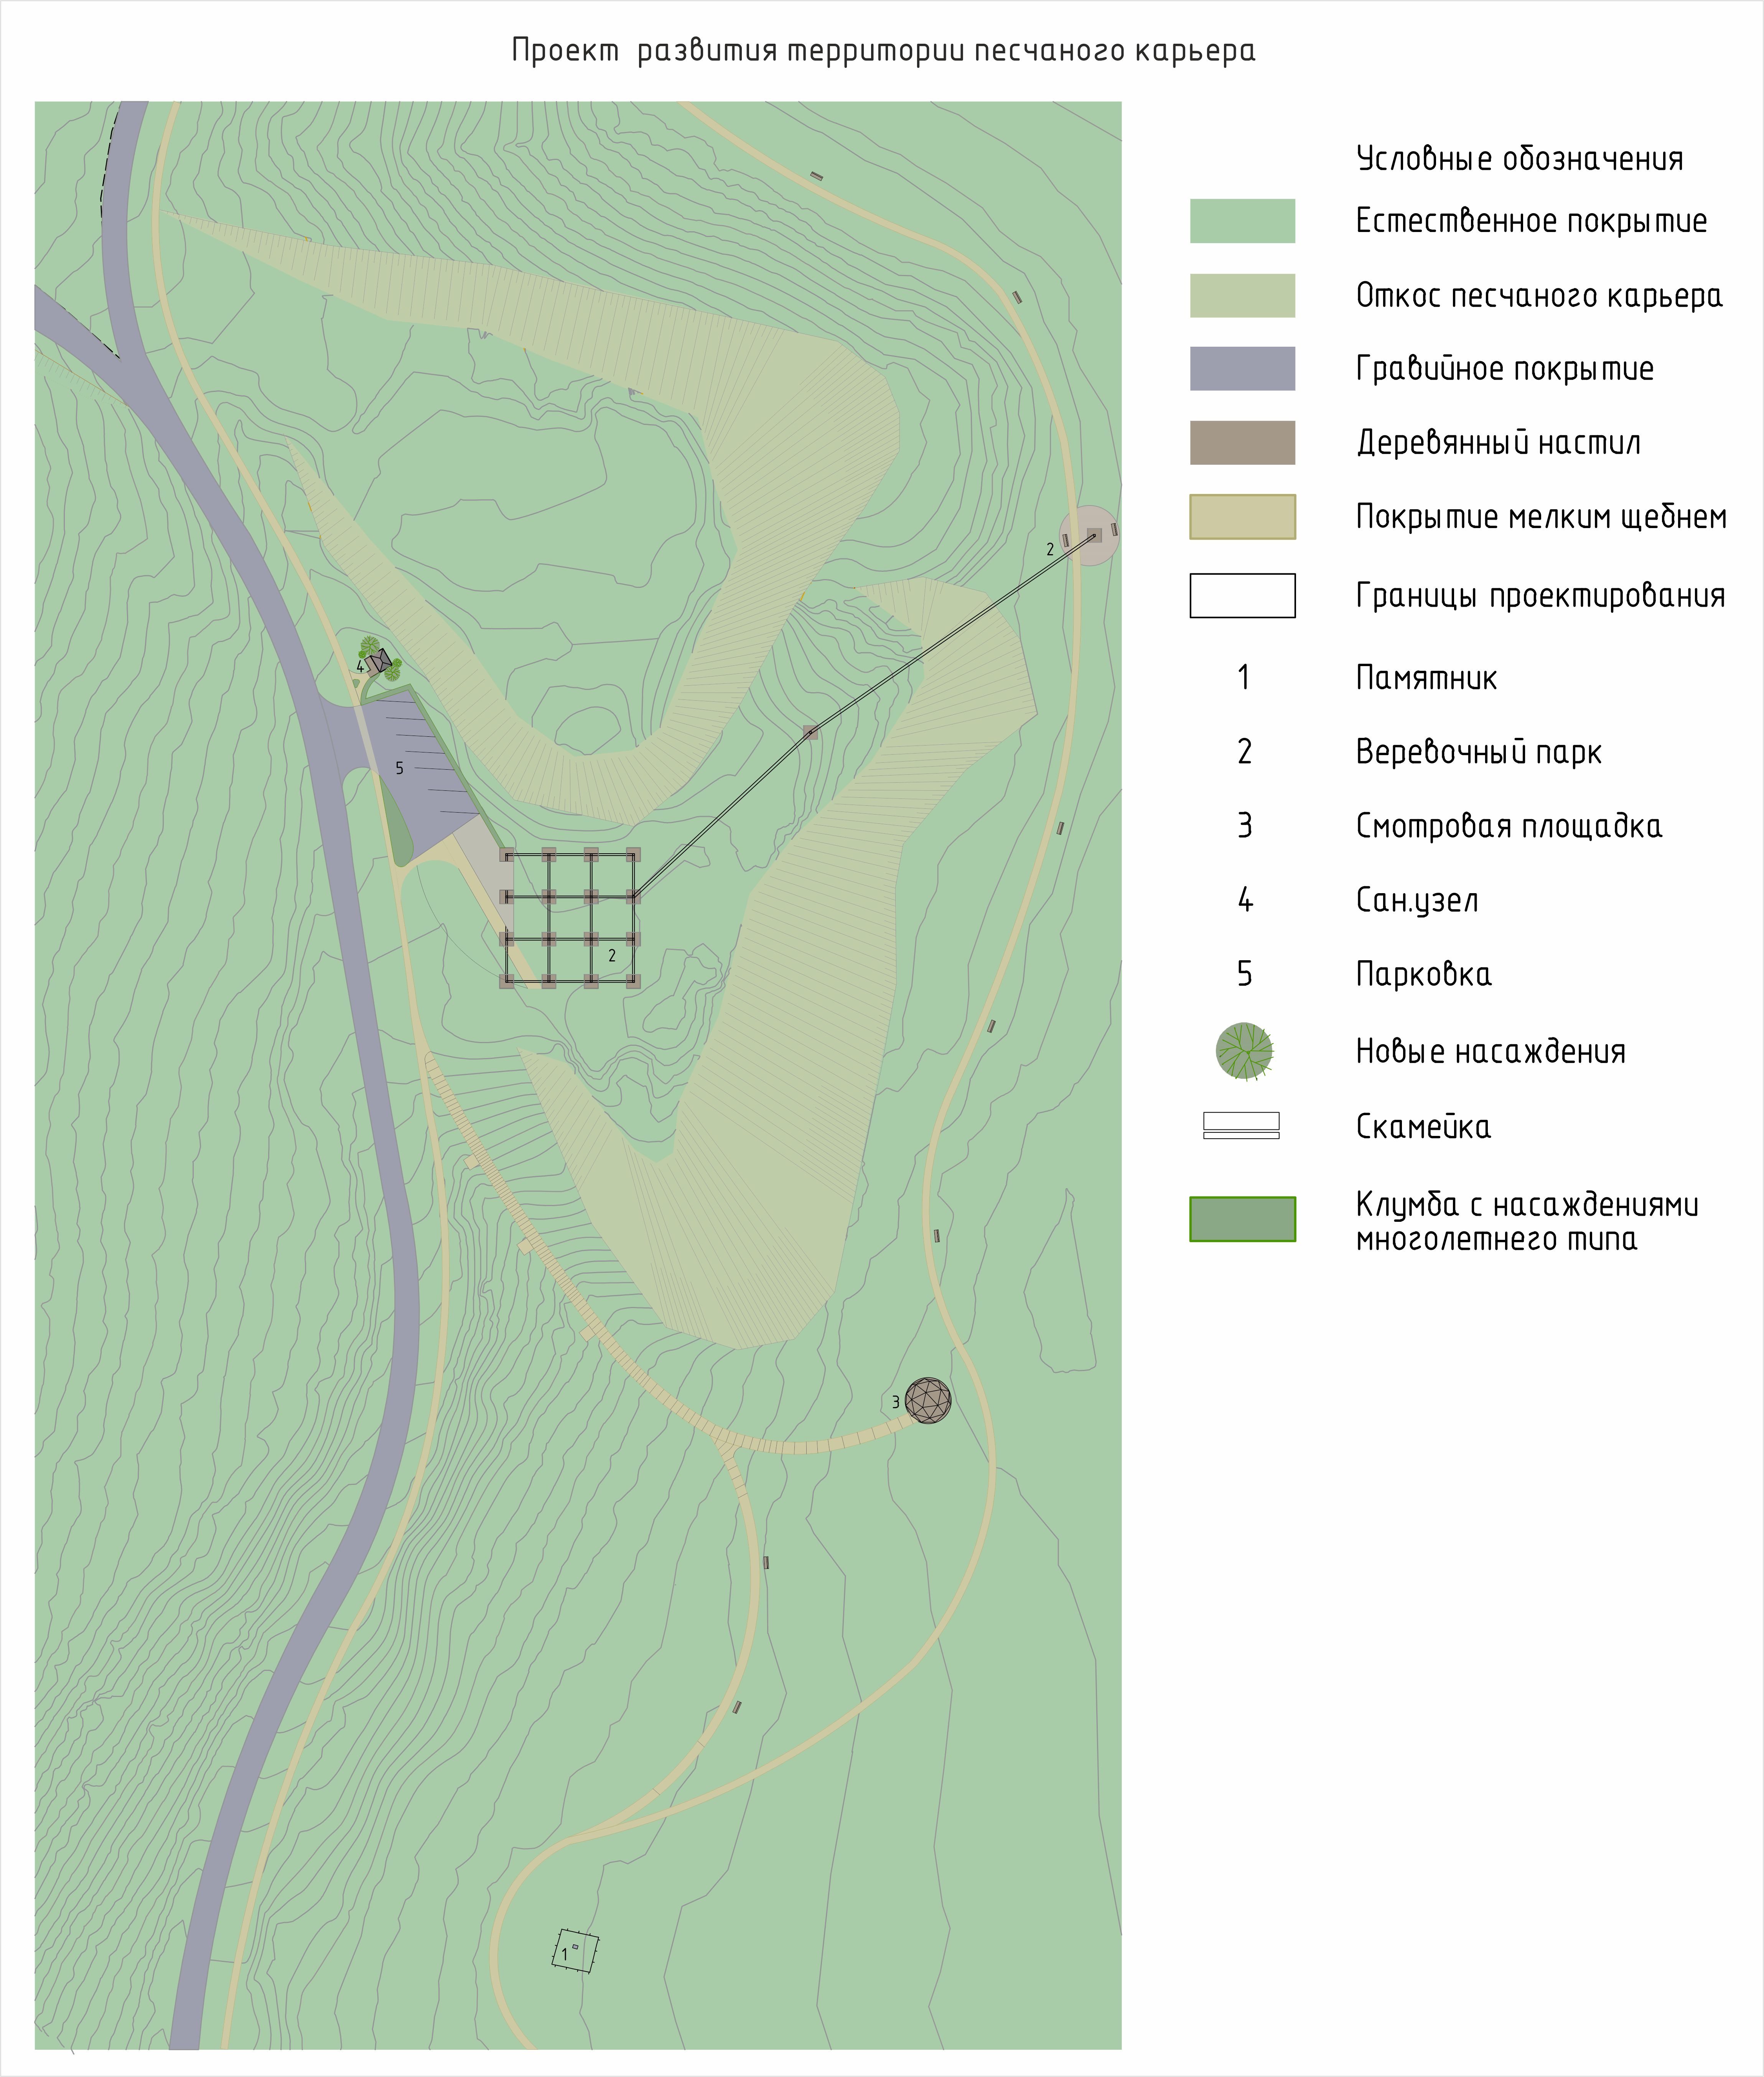 Проект развития территории песчаного карьера
Условные обозначения
Естественное покрытие
Откос песчаного карьера
Гравийное покрытие
Деревянный настил
Покрытие мелким щебнем
Границы проектирования
1 Памятник
2 Веревочный парк
3 Смотровая площадка
4 Сан.узел
5 Парковка
Новые насаждения
Скамейка
Клумба с насаждениями
многолетнего типа
2
4
5
2
3
1